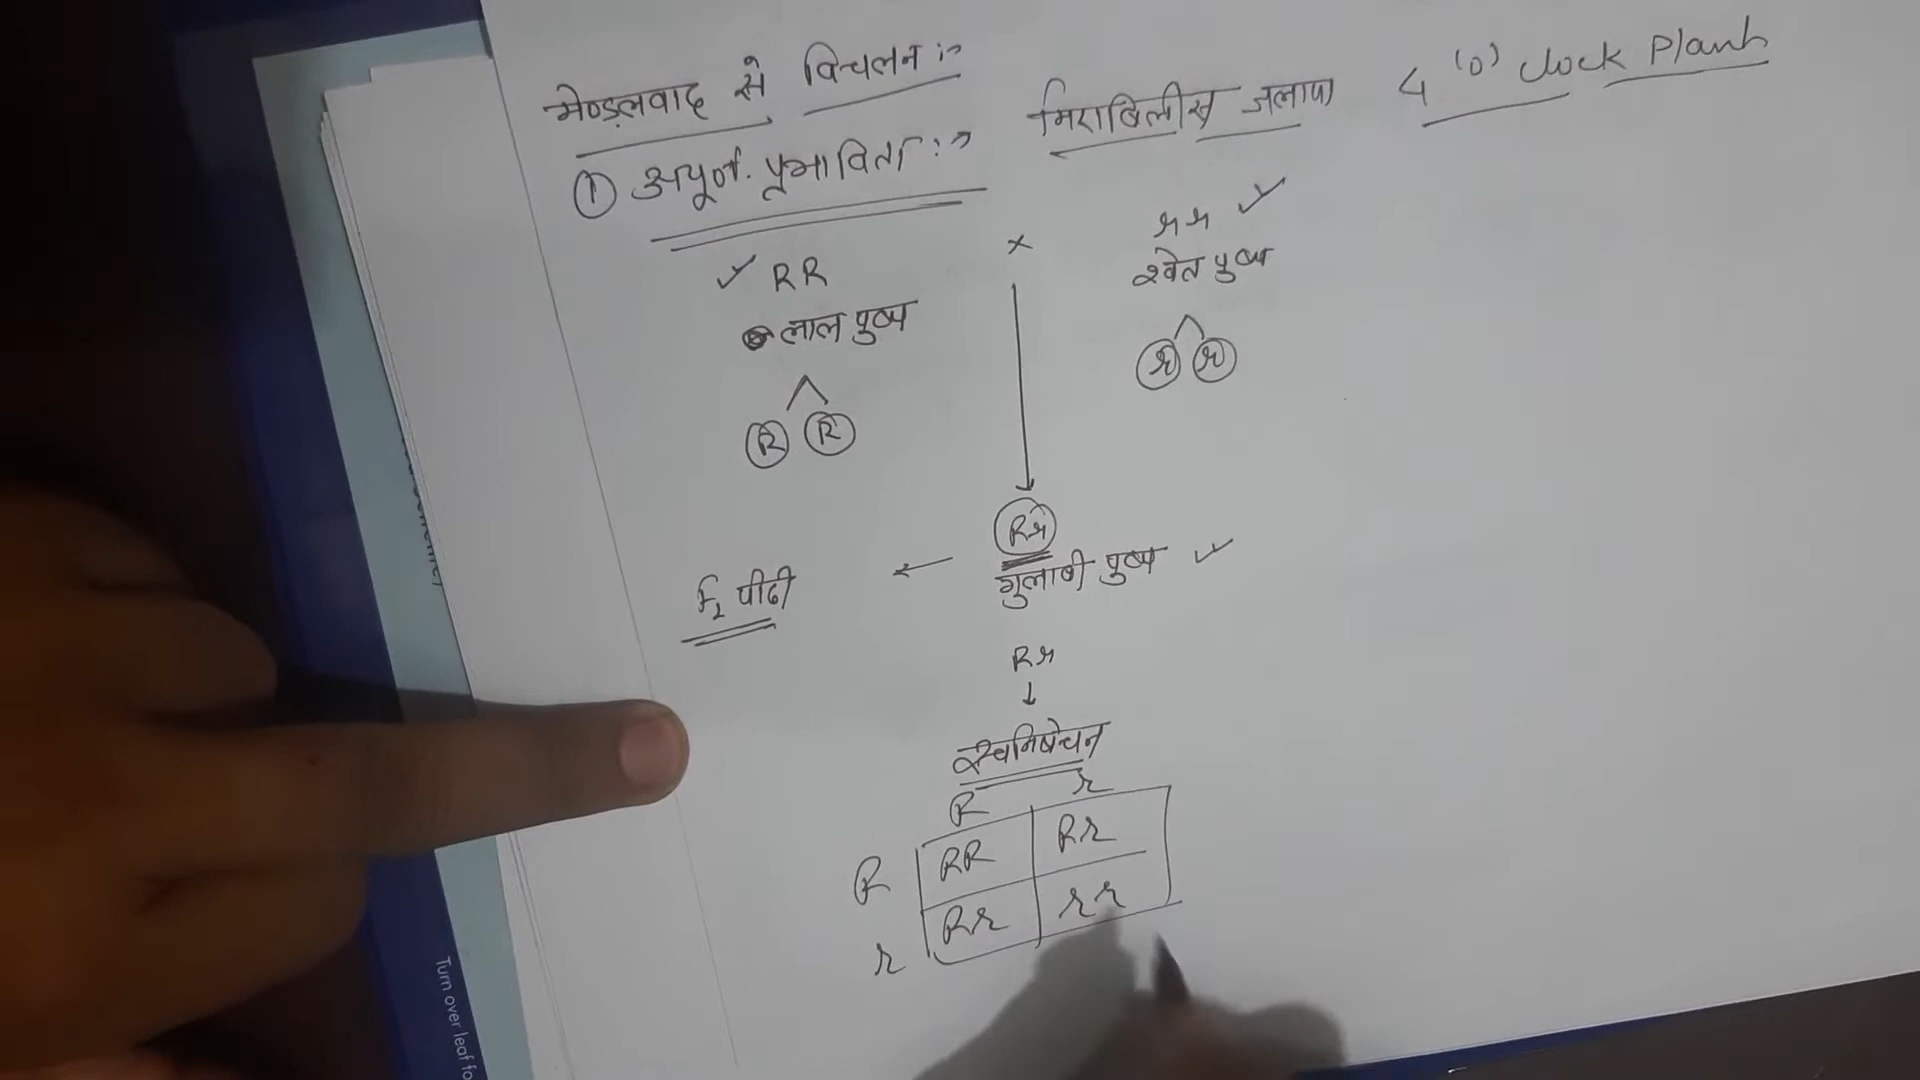 मेण्डलवाद से विचलन :->
① अपूर्ण प्रभाविता :->
मिराबिलीस जलापा 4 'O' Clock Plant
RR × rr
लाल पुष्प श्वेत पुष्प
R R r r
Rr
F₂ पीढी ← गुलाबी पुष्प
Rr
↓
स्वनिषेचन
R r
R RR Rr
r Rr rr
Turn over leaf fo